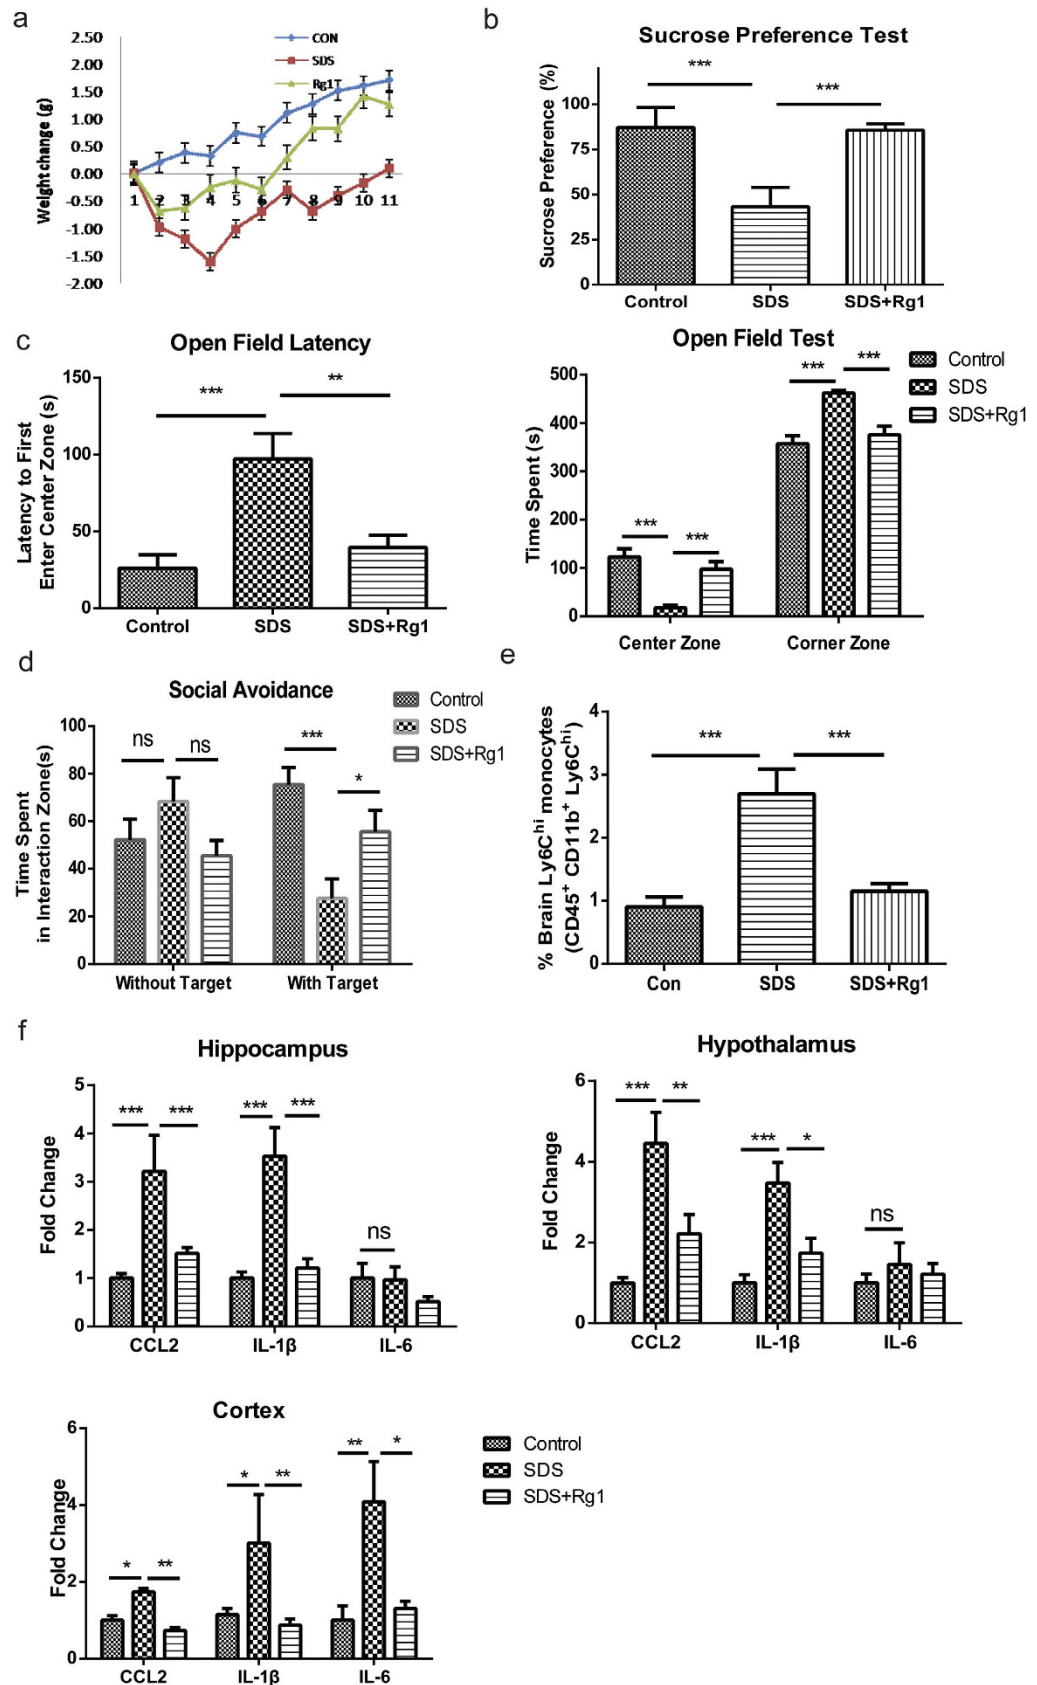 a
2.50
2.00
1.50
1.00
0.50
0.00
-0.50
-1.00
-1.50
-2.00
Weight change (g)
CON
SDS
Rg1
1 2 3 4 5 6 7 8 9 10 11
b
Sucrose Preference Test
Sucrose Preference (%)
100
75
50
25
0
*** ***
Control SDS SDS+Rg1
c
Open Field Latency
Latency to First
Enter Center Zone (s)
150
100
50
0
*** **
Control SDS SDS+Rg1
Open Field Test
Time Spent (s)
500
400
300
200
100
0
*** ***
*** ***
Control
SDS
SDS+Rg1
Center Zone Corner Zone
d
Social Avoidance
Time Spent
in Interaction Zone(s)
100
80
60
40
20
0
ns ns
*** *
Control
SDS
SDS+Rg1
Without Target With Target
e
% Brain Ly6Chi monocytes
(CD45+ CD11b+ Ly6Chi)
4
3
2
1
0
*** ***
Con SDS SDS+Rg1
f
Hippocampus
Fold Change
5
4
3
2
1
0
*** *** *** *** ns
CCL2 IL-1β IL-6
Hypothalamus
Fold Change
6
4
2
0
*** ** *** * ns
CCL2 IL-1β IL-6
Cortex
Fold Change
6
4
2
0
* ** * ** ** *
CCL2 IL-1β IL-6
Control
SDS
SDS+Rg1